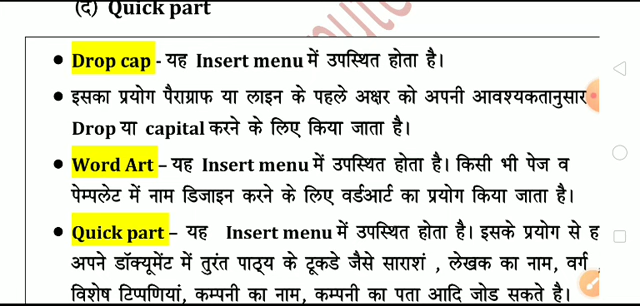 (द) Quick part
• Drop cap - यह Insert menu में उपस्थित होता है।
• इसका प्रयोग पैराग्राफ या लाइन के पहले अक्षर को अपनी आवश्यकतानुसार
Drop या capital करने के लिए किया जाता है।
• Word Art – यह Insert menu में उपस्थित होता है। किसी भी पेज व
पेम्पलेट में नाम डिजाइन करने के लिए वर्डआर्ट का प्रयोग किया जाता है।
• Quick part – यह Insert menu में उपस्थित होता है। इसके प्रयोग से ह
अपने डॉक्यूमेंट में तुरंत पाठ्य के टूकडे जैसे साराशं , लेखक का नाम, वर्ग
विशेष टिप्पणियां, कम्पनी का नाम, कम्पनी का पता आदि जोड सकते है।